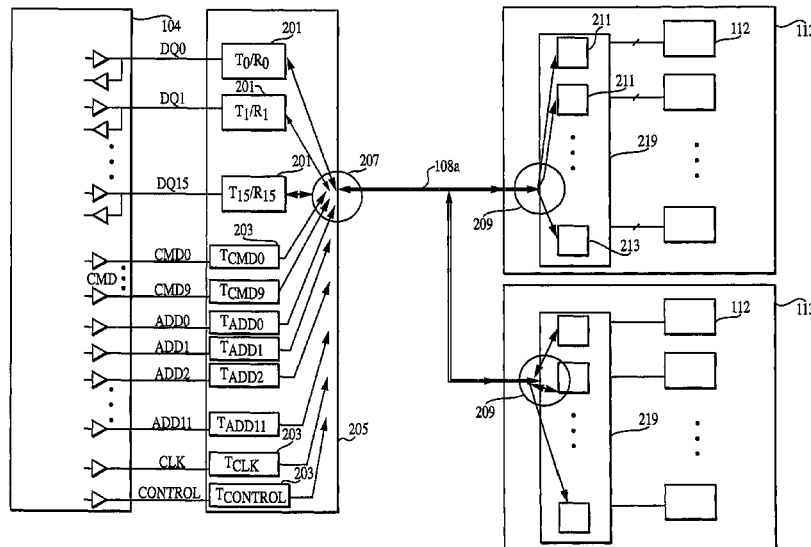 104
201
DQ0
T0/R0
201
DQ1
T1/R1
201
DQ15
T15/R15
207
108a
203
CMD0
TCMD0
CMD
CMD9
TCMD9
ADD0
TADD0
ADD1
TADD1
ADD2
TADD2
ADD11
TADD11
203
CLK
TCLK
203
CONTROL
TCONTROL
205
211
112
113
211
219
209
213
112
113
209
219